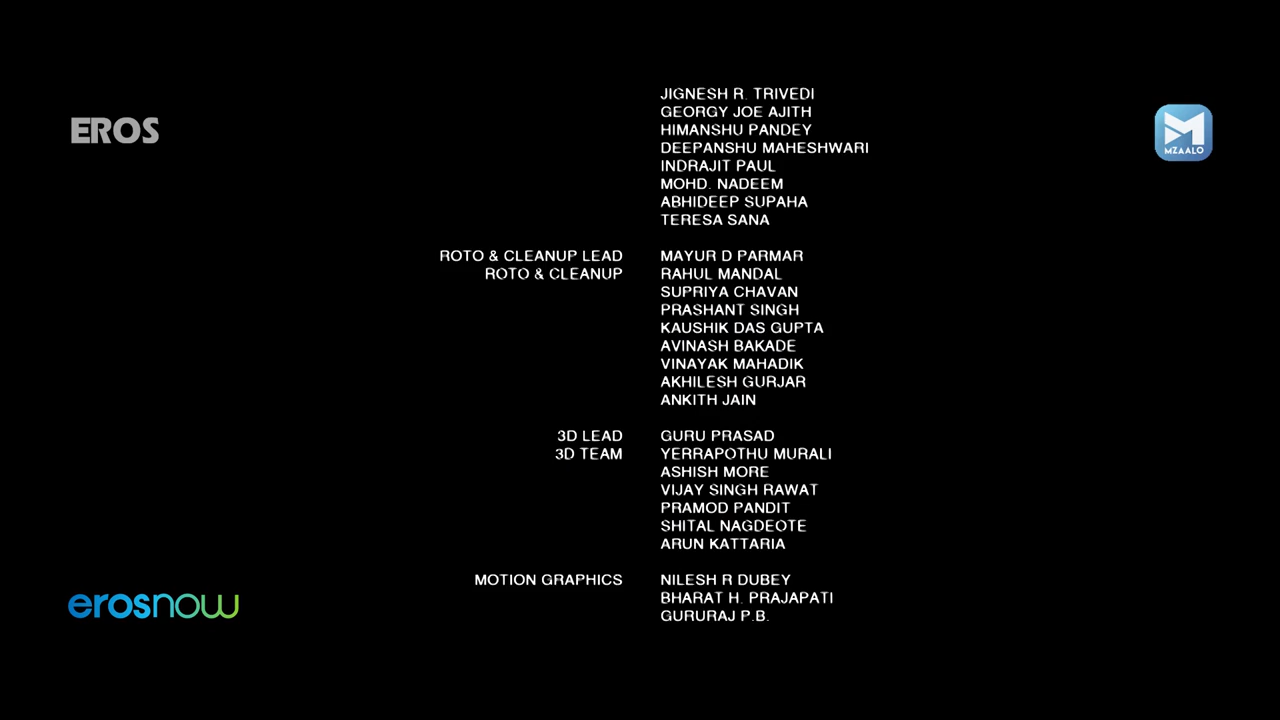 JIGNESH R. TRIVEDI
GEORGY JOE AJITH
EROS
HIMANSHU PANDEY
DEEPANSHU MAHESHWARI
MZAALO
INDRAJIT PAUL
MOHD. NADEEM
ABHIDEEP SUPAHA
TERESA SANA
ROTO & CLEANUP LEAD MAYUR D PARMAR
ROTO & CLEANUP RAHUL MANDAL
SUPRIYA CHAVAN
PRASHANT SINGH
KAUSHIK DAS GUPTA
AVINASH BAKADE
VINAYAK MAHADIK
AKHILESH GURJAR
ANKITH JAIN
3D LEAD GURU PRASAD
3D TEAM YERRAPOTHU MURALI
ASHISH MORE
VIJAY SINGH RAWAT
PRAMOD PANDIT
SHITAL NAGDEOTE
ARUN KATTARIA
MOTION GRAPHICS NILESH R DUBEY
BHARAT H. PRAJAPATI
GURURAJ P.B.
erosnow